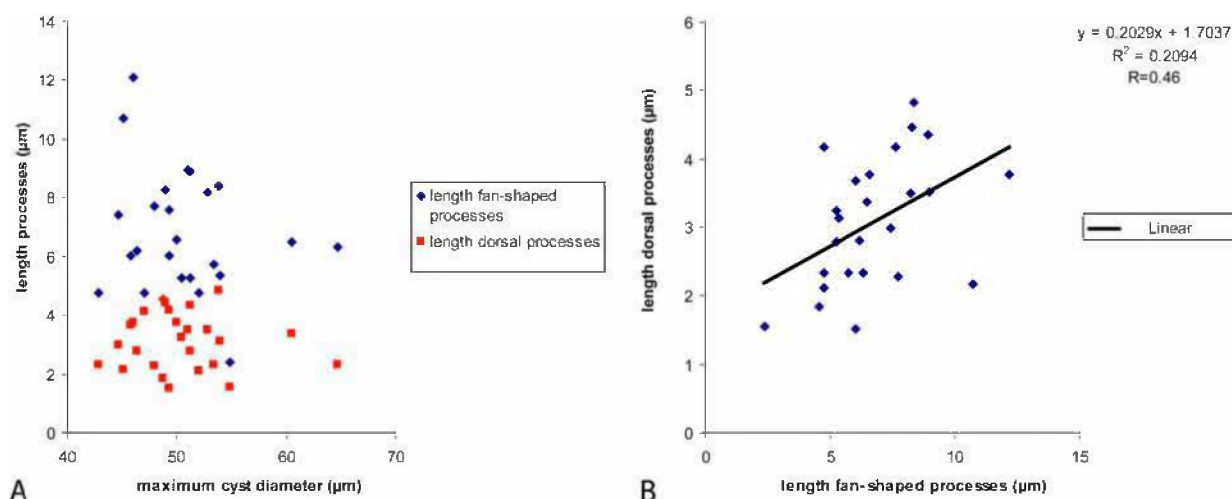 14
12
10
8
6
4
2
0
40 50 60 70
length processes (µm)
maximum cyst diameter (µm)
length fan-shaped
processes
length dorsal processes
A
6
5
4
3
2
1
0
0 5 10 15
length dorsal processes (µm)
length fan-shaped processes (µm)
y = 0.2029x + 1.7037
R² = 0.2094
R=0.46
Linear
B